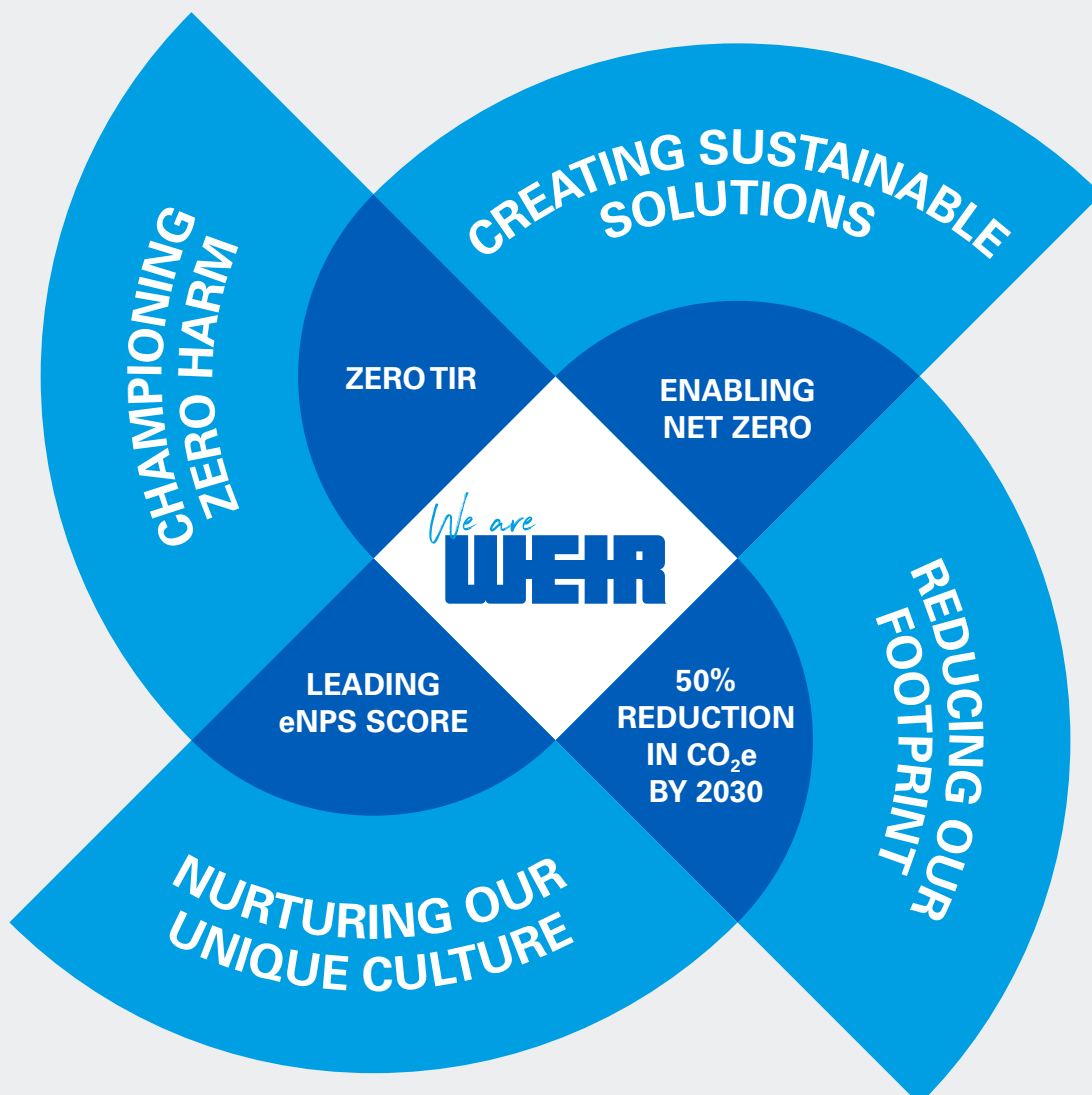 CREATING SUSTAINABLE
SOLUTIONS
ENABLING
NET ZERO
REDUCING OUR
FOOTPRINT
50%
REDUCTION
IN CO₂e
BY 2030
NURTURING OUR
UNIQUE CULTURE
LEADING
eNPS SCORE
CHAMPIONING
ZERO HARM
ZERO TIR
We are
WEIR